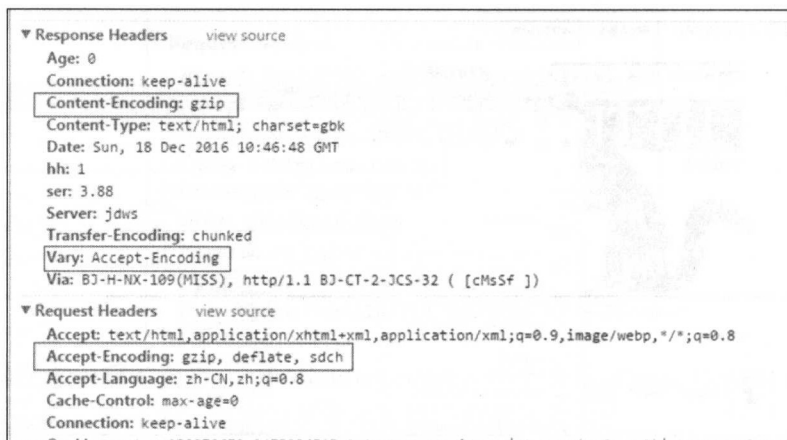 ▼ Response Headers view source
Age: 0
Connection: keep-alive
Content-Encoding: gzip
Content-Type: text/html; charset=gbk
Date: Sun, 18 Dec 2016 10:46:48 GMT
hh: 1
ser: 3.88
Server: jdws
Transfer-Encoding: chunked
Vary: Accept-Encoding
Via: BJ-H-NX-109(MISS), http/1.1 BJ-CT-2-JCS-32 ( [cMsSf ])
▼ Request Headers view source
Accept: text/html,application/xhtml+xml,application/xml;q=0.9,image/webp,*/*;q=0.8
Accept-Encoding: gzip, deflate, sdch
Accept-Language: zh-CN,zh;q=0.8
Cache-Control: max-age=0
Connection: keep-alive